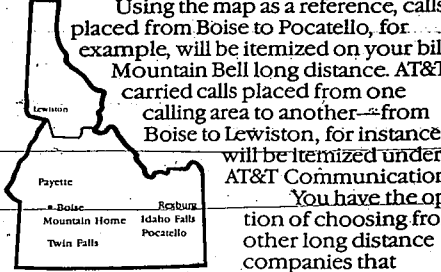 Using the map as a reference, calls
placed from Boise to Pocatello, for
example, will be itemized on your bil
Mountain Bell long distance. AT&T
carried calls placed from one
calling area to another—from
Boise to Lewiston, for instance
will be itemized under
AT&T Communication
You have the op
tion of choosing fro
other long distance
companies that
Lewiston
Payette
Boise
Rexburg
Mountain Home
Idaho Falls
Pocatello
Twin Falls